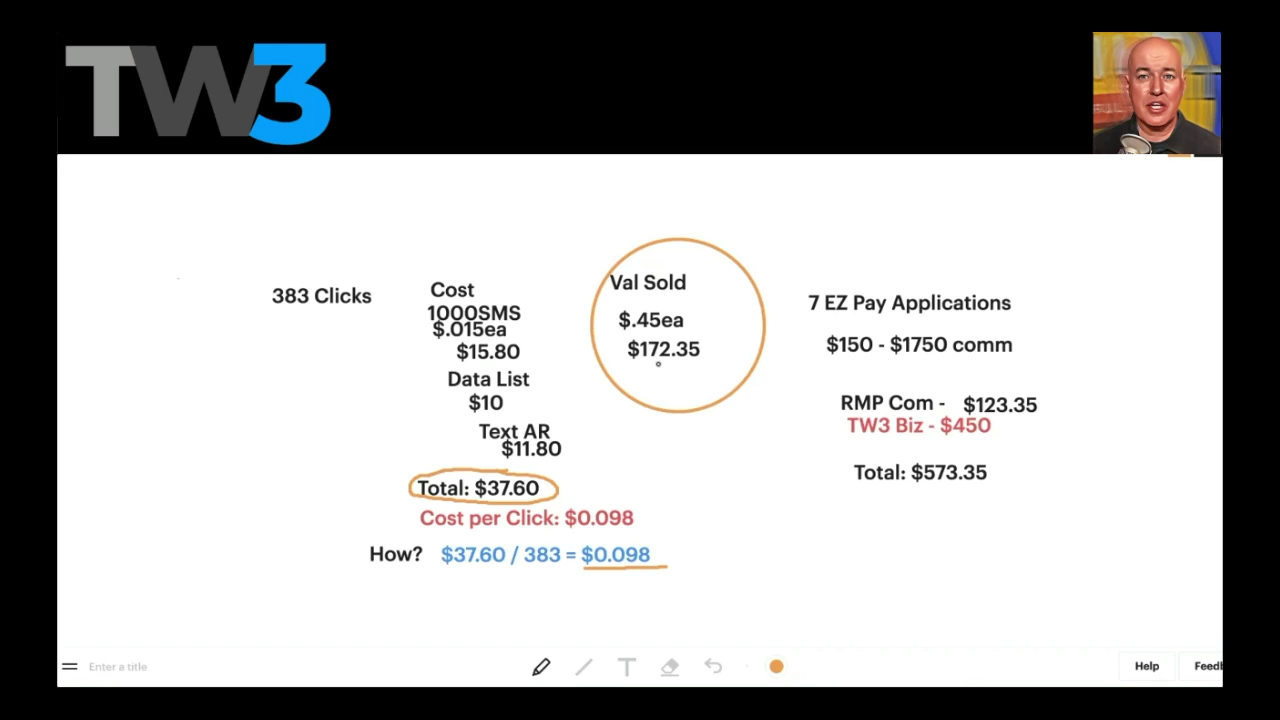 TW3
383 Clicks
Cost
1000SMS
$.015ea
$15.80
Data List
$10
Text AR
$11.80
Total: $37.60
Cost per Click: $0.098
How? $37.60 / 383 = $0.098
Val Sold
$.45ea
$172.35
7 EZ Pay Applications
$150 - $1750 comm
RMP Com - $123.35
TW3 Biz - $450
Total: $573.35
Enter a title
T
Help
Feedb